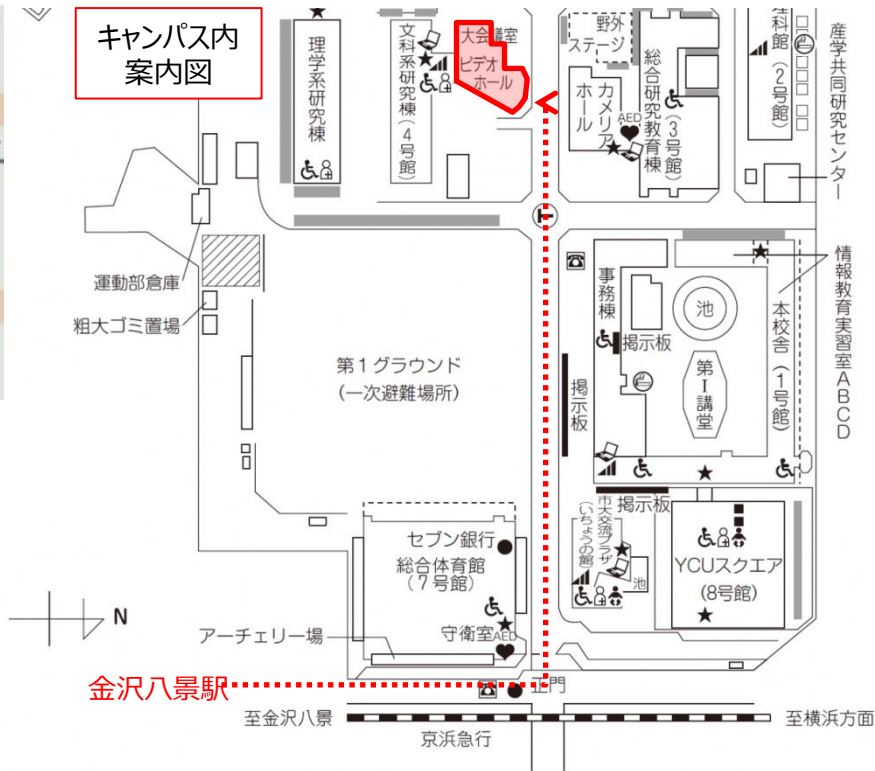 キャンパス内
案内図
理学系研究棟
文科系研究棟(4号館)
大会議室
ビデオ
ホール
野外
ステージ
カメリア
ホール
AED
総合研究教育棟
(3号館)
理科館(2号館)
産学共同研究センター
運動部倉庫
粗大ゴミ置場
第1グラウンド
(一次避難場所)
事務棟
掲示板
池
第Ⅰ講堂
本校舎(1号館)
情報教育実習室ABCD
掲示板
掲示板
市大交流プラザ
(いちょうの館)
池
YCUスクエア
(8号館)
セブン銀行
総合体育館
(7号館)
守衛室
AED
アーチェリー場
N
金沢八景駅
正門
至金沢八景
京浜急行
至横浜方面